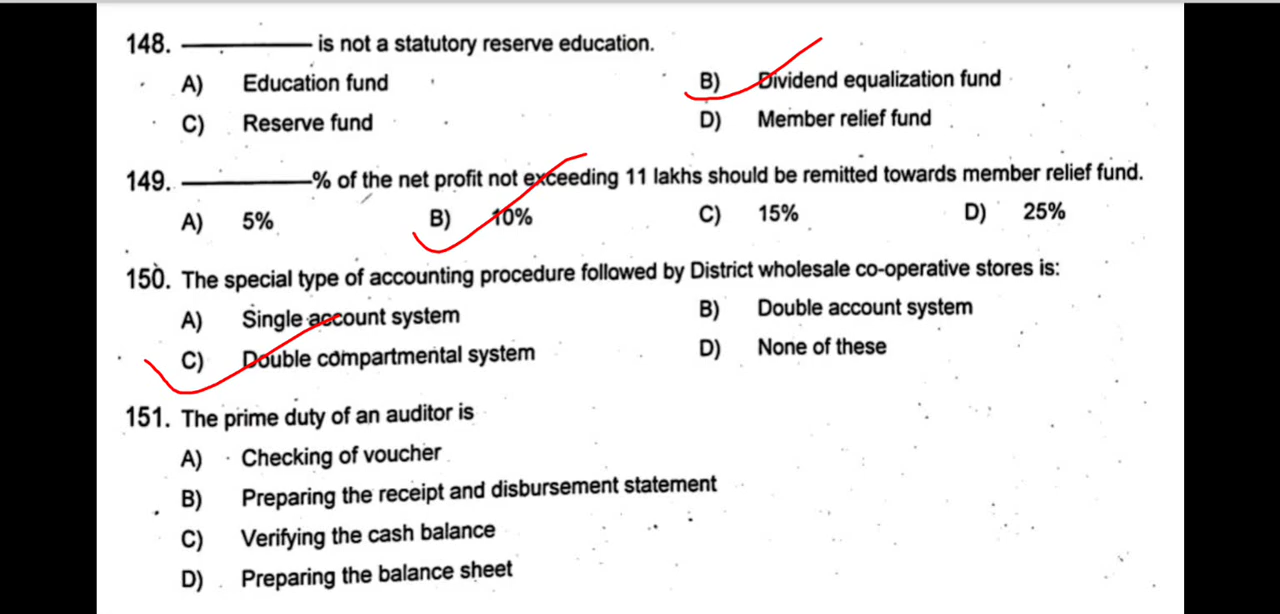 148. ________ is not a statutory reserve education.
A) Education fund B) Dividend equalization fund
C) Reserve fund D) Member relief fund
149. ________% of the net profit not exceeding 11 lakhs should be remitted towards member relief fund.
A) 5% B) 10% C) 15% D) 25%
150. The special type of accounting procedure followed by District wholesale co-operative stores is:
A) Single account system B) Double account system
C) Double compartmental system D) None of these
151. The prime duty of an auditor is
A) Checking of voucher
B) Preparing the receipt and disbursement statement
C) Verifying the cash balance
D) Preparing the balance sheet